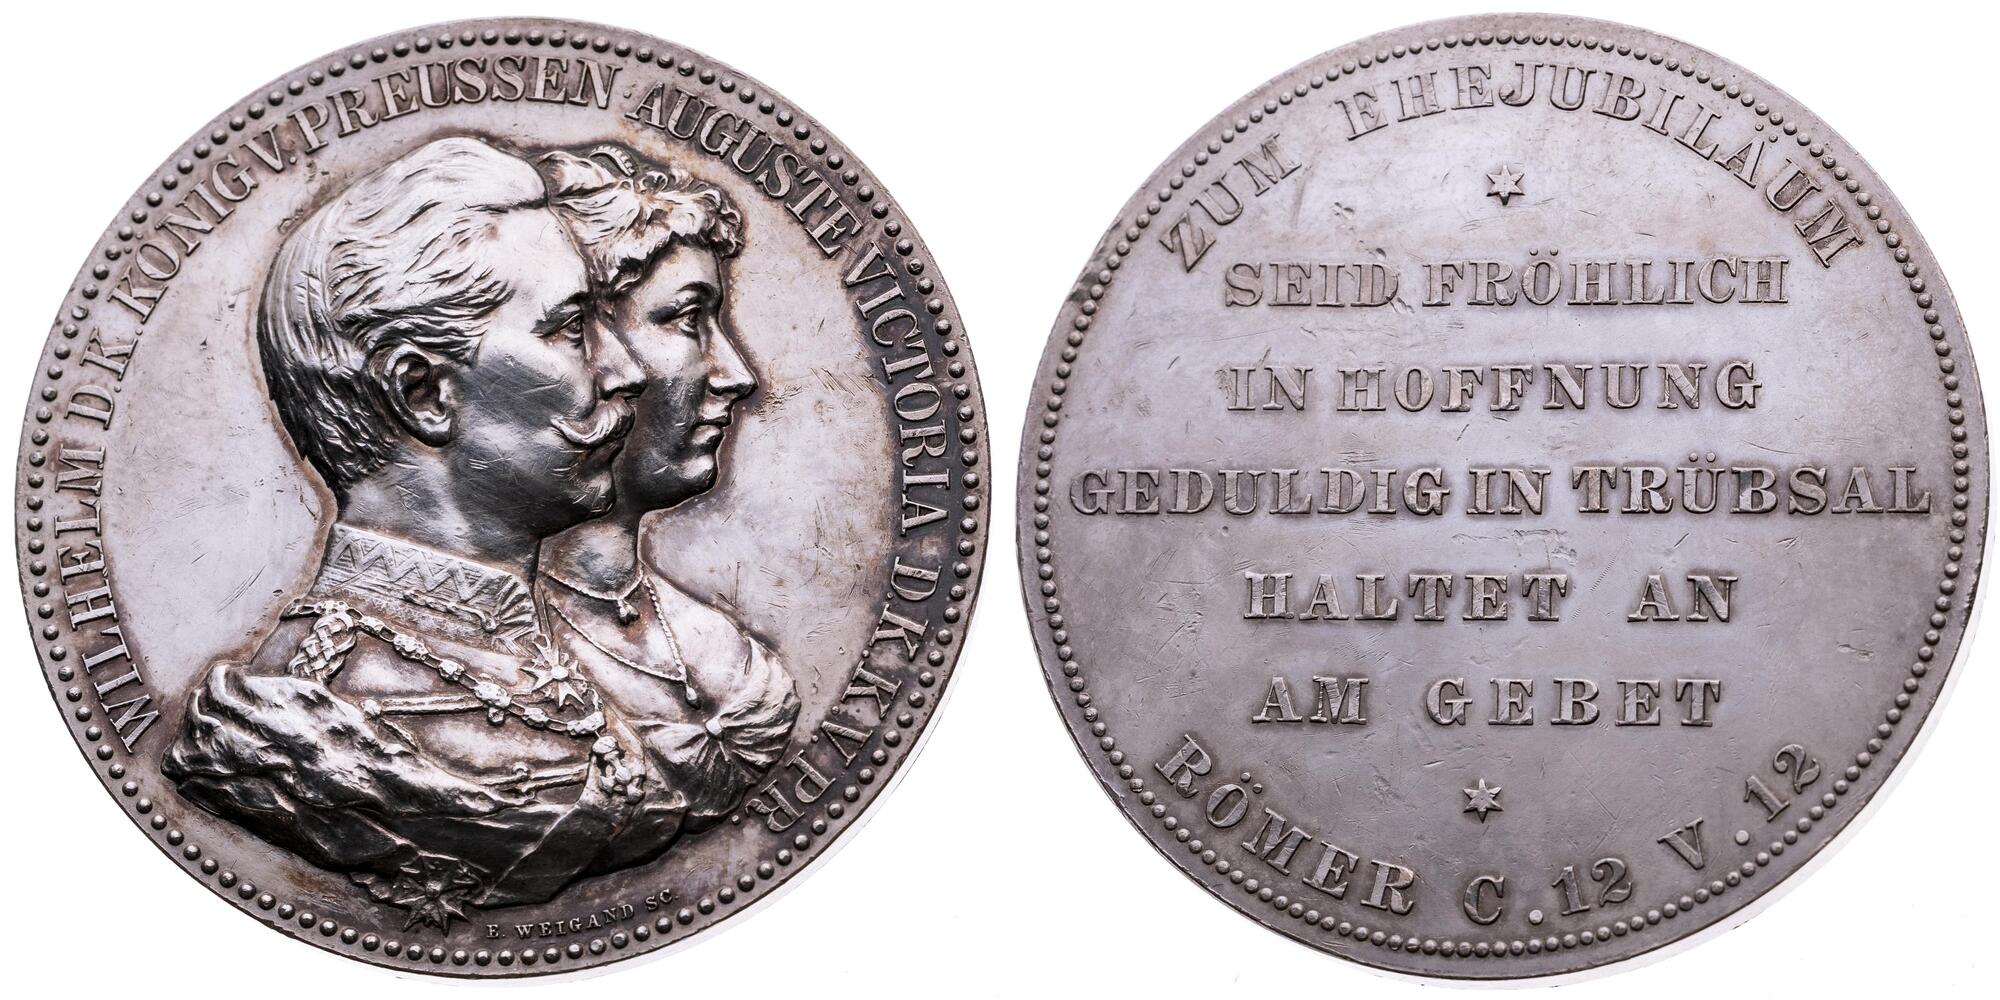 WILHELM D.K.KÖNIG V.PREUSSEN · AUGUSTE VICTORIA D.K.K.V.PR.
E. WEIGAND SC.
ZUM EHEJUBILÄUM
SEID FRÖHLICH
IN HOFFNUNG
GEDULDIG IN TRÜBSAL
HALTET AN
AM GEBET
RÖMER C.12 V.12